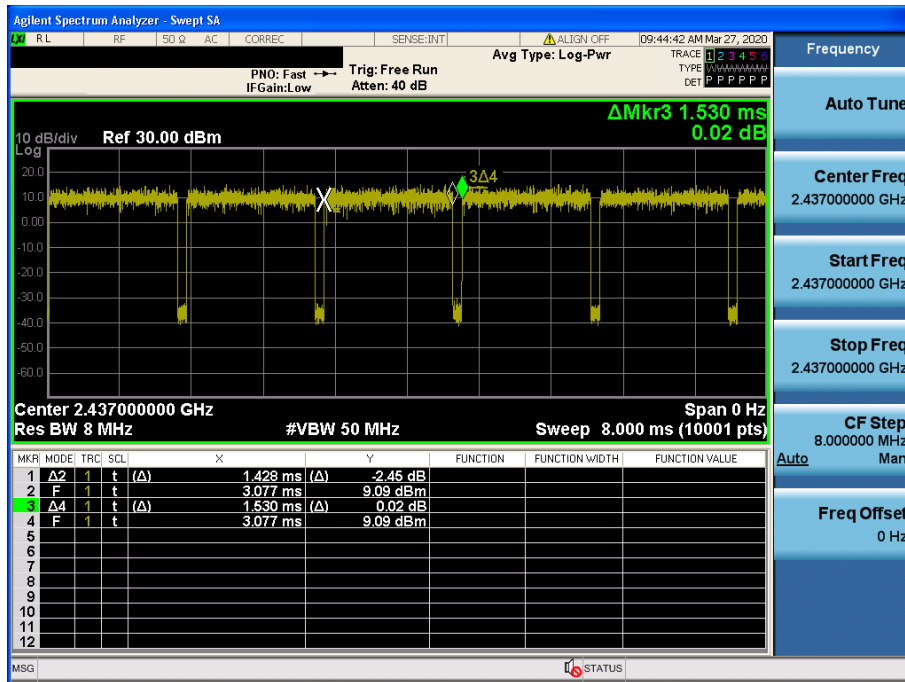 Agilent Spectrum Analyzer - Swept SA
LXI RL RF 50 Ω AC CORREC SENSE:INT ALIGN OFF 09:44:42 AM Mar 27, 2020
Avg Type: Log-Pwr TRACE 1 2 3 4 5 6
PNO: Fast Trig: Free Run TYPE WWWWWW
IFGain:Low Atten: 40 dB DET P P P P P P
ΔMkr3 1.530 ms
0.02 dB
10 dB/div Ref 30.00 dBm
Log
20.0
10.0
0.00
-10.0
-20.0
-30.0
-40.0
-50.0
-60.0
3Δ4
X
Center 2.437000000 GHz Span 0 Hz
Res BW 8 MHz #VBW 50 MHz Sweep 8.000 ms (10001 pts)
MKR MODE TRC SCL X Y FUNCTION FUNCTION WIDTH FUNCTION VALUE
1 Δ2 1 t (Δ) 1.428 ms (Δ) -2.45 dB
2 F 1 t 3.077 ms 9.09 dBm
3 Δ4 1 t (Δ) 1.530 ms (Δ) 0.02 dB
4 F 1 t 3.077 ms 9.09 dBm
5
6
7
8
9
10
11
12
MSG STATUS
Frequency
Auto Tune
Center Freq
2.437000000 GHz
Start Freq
2.437000000 GHz
Stop Freq
2.437000000 GHz
CF Step
8.000000 MHz
Auto Man
Freq Offset
0 Hz